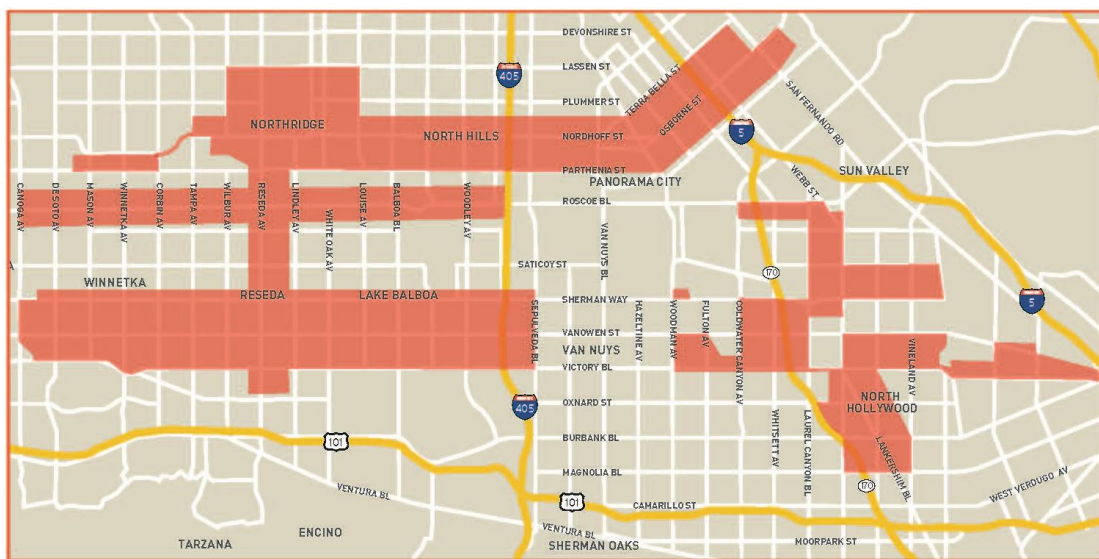 DEVONSHIRE ST
LASSEN ST
405
PLUMMER ST
TERRA BELLA ST
OSBORNE ST
SAN FERNANDO RD
NORTHRIDGE
NORTH HILLS
NORDHOFF ST
5
PARTHENIA ST
PANORAMA CITY
WEBB ST
SUN VALLEY
CANOGA AV
DE SOTO AV
MASON AV
WINNETKA AV
CORBIN AV
TAMPA AV
WILBUR AV
RESEDA AV
LINDLEY AV
WHITE OAK AV
LOUISE AV
BALBOA BL
WOODLEY AV
ROSCOE BL
VAN NUYS BL
A
SATICOY ST
170
WINNETKA
RESEDA
LAKE BALBOA
SHERMAN WAY
5
SEPULVEDA BL
HAZELTINE AV
WOODMAN AV
FULTON AV
COLDWATER CANYON AV
VANOWEN ST
VAN NUYS
VINELAND AV
VICTORY BL
405
OXNARD ST
NORTH
HOLLYWOOD
WHITSETT AV
LAUREL CANYON BL
LANKERSHIM BL
101
BURBANK BL
MAGNOLIA BL
170
WEST VERDUGO AV
VENTURA BL
101
CAMARILLO ST
ENCINO
TARZANA
VENTURA BL
SHERMAN OAKS
MOORPARK ST